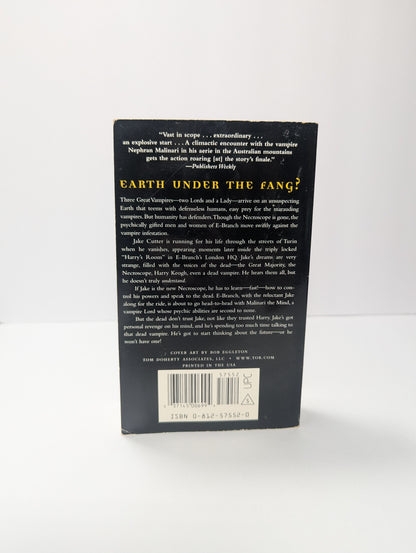 "Vast in scope . . . extraordinary . . .
an explosive start . . . A climactic encounter with the vampire
Nephran Malinari in his aerie in the Australian mountains
gets the action roaring [at] the story's finale."
—Publishers Weekly
EARTH UNDER THE FANG?
Three Great Vampires—two Lords and a Lady—arrive on an unsuspecting
Earth that teems with defenseless humans, easy prey for the marauding
vampires. But humanity has defenders. Though the Necroscope is gone, the
psychically gifted men and women of E-Branch move swiftly against the
vampire infestation.
Jake Cutter is running for his life through the streets of Turin
when he vanishes, appearing moments later inside the triply locked
"Harry's Room" in E-Branch's London HQ. Jake's dreams are very
strange, filled with the voices of the dead—the Great Majority, the
Necroscope, Harry Keogh, even a dead vampire. He hears them all, but
he doesn't truly understand.
If Jake is the new Necroscope, he has to learn—fast!—how to
control his powers and speak to the dead. E-Branch, with the reluctant Jake
along for the ride, is about to go head-to-head with Malinari the Mind, a
vampire Lord whose psychic abilities are second to none.
But the dead don't trust Jake, not like they trusted Harry. Jake's got
personal revenge on his mind, and he's spending too much time talking to that
dead vampire. He's got to start thinking about the future—or he
won't have one!
COVER ART BY BOB EGGLETON
TOM DOHERTY ASSOCIATES, LLC • WWW.TOR.COM
PRINTED IN THE USA
57552
UPC
ISBN 0-812-57552-0